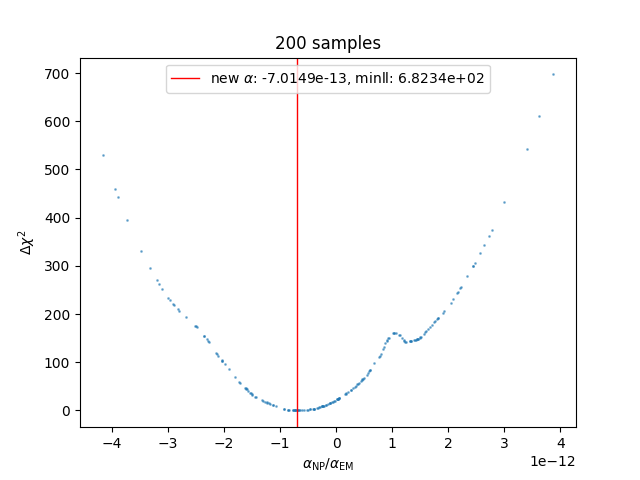 200 samples
new α: -7.0149e-13, minll: 6.8234e+02
700
600
500
400
300
200
100
0
Δχ²
−4 −3 −2 −1 0 1 2 3 4
1e−12
α_NP/α_EM